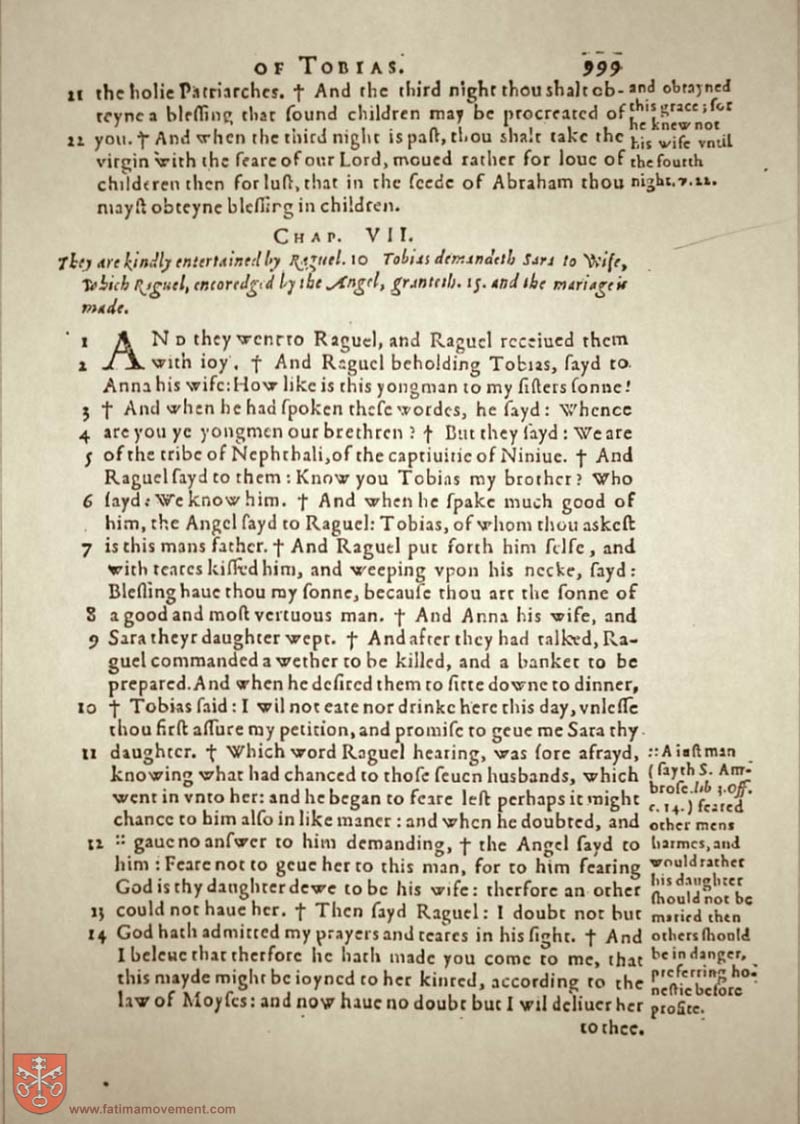 OF TOBIAS. 999
11 the holie Patriarches. † And the third night thou shalt ob-
teyne a blessing that sound children may be procreated of
22 you. † And when the third night is past, thou shalt take the
virgin with the feare of our Lord, moued rather for loue of
childeren then for lust, that in the seede of Abraham thou
mayst obteyne blessing in children.
and obtayned
this grace; for
he knew not
his wife vntil
the fourth
night. 7. 22.
CHAP. VII.
They are kindly entertained by Raguel. 10 Tobias demandeth Sara to Wife,
Which Raguel, encoredged by the Angel, granteth. 15. and the mariage is
made.
1 AND they went to Raguel, and Raguel receiued them
2 with ioy. † And Raguel beholding Tobias, sayd to
Anna his wife: How like is this yongman to my sisters sonne!
3 † And when he had spoken these wordes, he sayd: Whence
4 are you ye yongmen our brethren? † But they sayd: We are
5 of the tribe of Nephthali, of the captiuitie of Niniue. † And
Raguel sayd to them: Know you Tobias my brother? Who
6 sayd: We know him. † And when he spake much good of
him, the Angel sayd to Raguel: Tobias, of whom thou askest
7 is this mans father. † And Raguel put forth him selfe, and
with teares kissed him, and weeping vpon his necke, sayd:
Blessing haue thou my sonne, because thou art the sonne of
8 a good and most vertuous man. † And Anna his wife, and
9 Sara theyr daughter wept. † And after they had talked, Ra-
guel commanded a wether to be killed, and a banket to be
prepared. And when he desired them to sitte downe to dinner,
10 † Tobias said: I wil not eate nor drinke here this day, vnlesse
thou first assure my petition, and promise to geue me Sara thy
11 daughter. † Which word Raguel hearing, was sore afrayd,
knowing what had chanced to those seuen husbands, which
went in vnto her: and he began to feare lest perhaps it might
chance to him also in like maner: and when he doubted, and
12 :: gaue no answer to him demanding, † the Angel sayd to
him: Feare not to geue her to this man, for to him fearing
God is thy daughter dewe to be his wife: therfore an other
13 could not haue her. † Then sayd Raguel: I doubt not but
14 God hath admitted my prayers and teares in his sight. † And
I beleue that therfore he hath made you come to me, that
this mayde might be ioyned to her kinred, according to the
law of Moyses: and now haue no doubt but I wil deliuer her
to thee.
:: A iust man
(sayth S. Am-
brose. lib 3. Off.
c. 14.) feared
other mens
harmes, and
would rather
his daughter
should not be
maried then
others should
be in danger,
preferring ho-
nestie before
profite.
www.fatimamovement.com